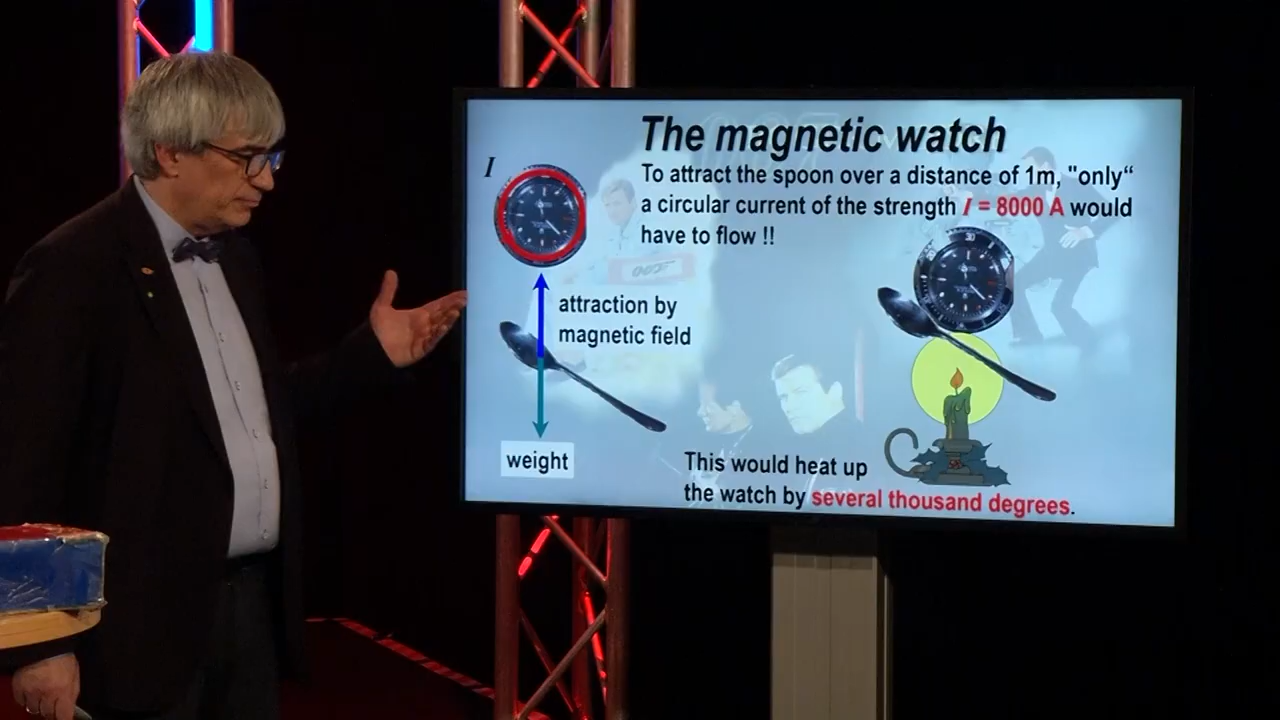 The magnetic watch
I
To attract the spoon over a distance of 1m, "only“
a circular current of the strength I = 8000 A would
have to flow !!
attraction by
magnetic field
weight
This would heat up
the watch by several thousand degrees.